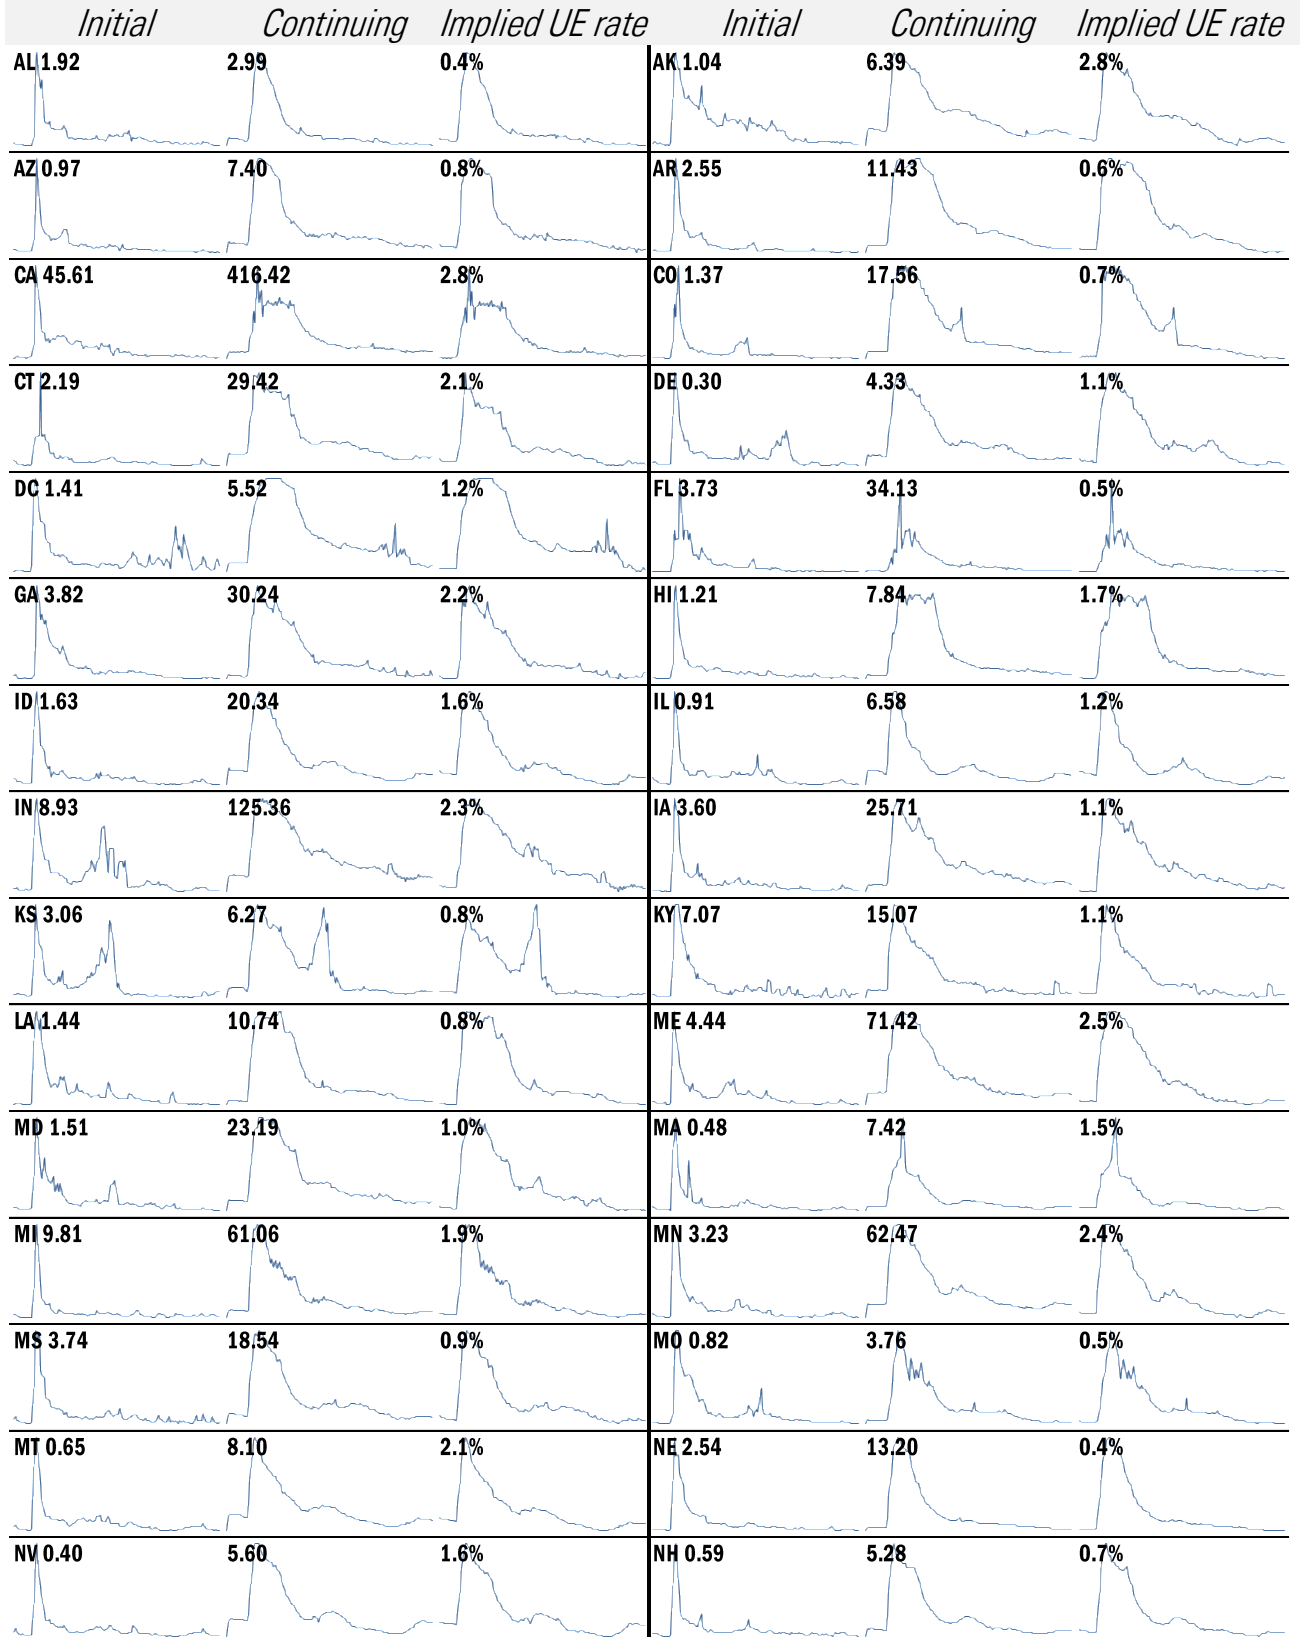 Initial Continuing Implied UE rate Initial Continuing Implied UE rate
AL 1.92 2.99 0.4% AK 1.04 6.39 2.8%
AZ 0.97 7.40 0.8% AR 2.55 11.43 0.6%
CA 45.61 416.42 2.8% CO 1.37 17.56 0.7%
CT 2.19 29.42 2.1% DE 0.30 4.33 1.1%
DC 1.41 5.52 1.2% FL 3.73 34.13 0.5%
GA 3.82 30.24 2.2% HI 1.21 7.84 1.7%
ID 1.63 20.34 1.6% IL 0.91 6.58 1.2%
IN 8.93 125.36 2.3% IA 3.60 25.71 1.1%
KS 3.06 6.27 0.8% KY 7.07 15.07 1.1%
LA 1.44 10.74 0.8% ME 4.44 71.42 2.5%
MD 1.51 23.19 1.0% MA 0.48 7.42 1.5%
MI 9.81 61.06 1.9% MN 3.23 62.47 2.4%
MS 3.74 18.54 0.9% MO 0.82 3.76 0.5%
MT 0.65 8.10 2.1% NE 2.54 13.20 0.4%
NV 0.40 5.60 1.6% NH 0.59 5.28 0.7%